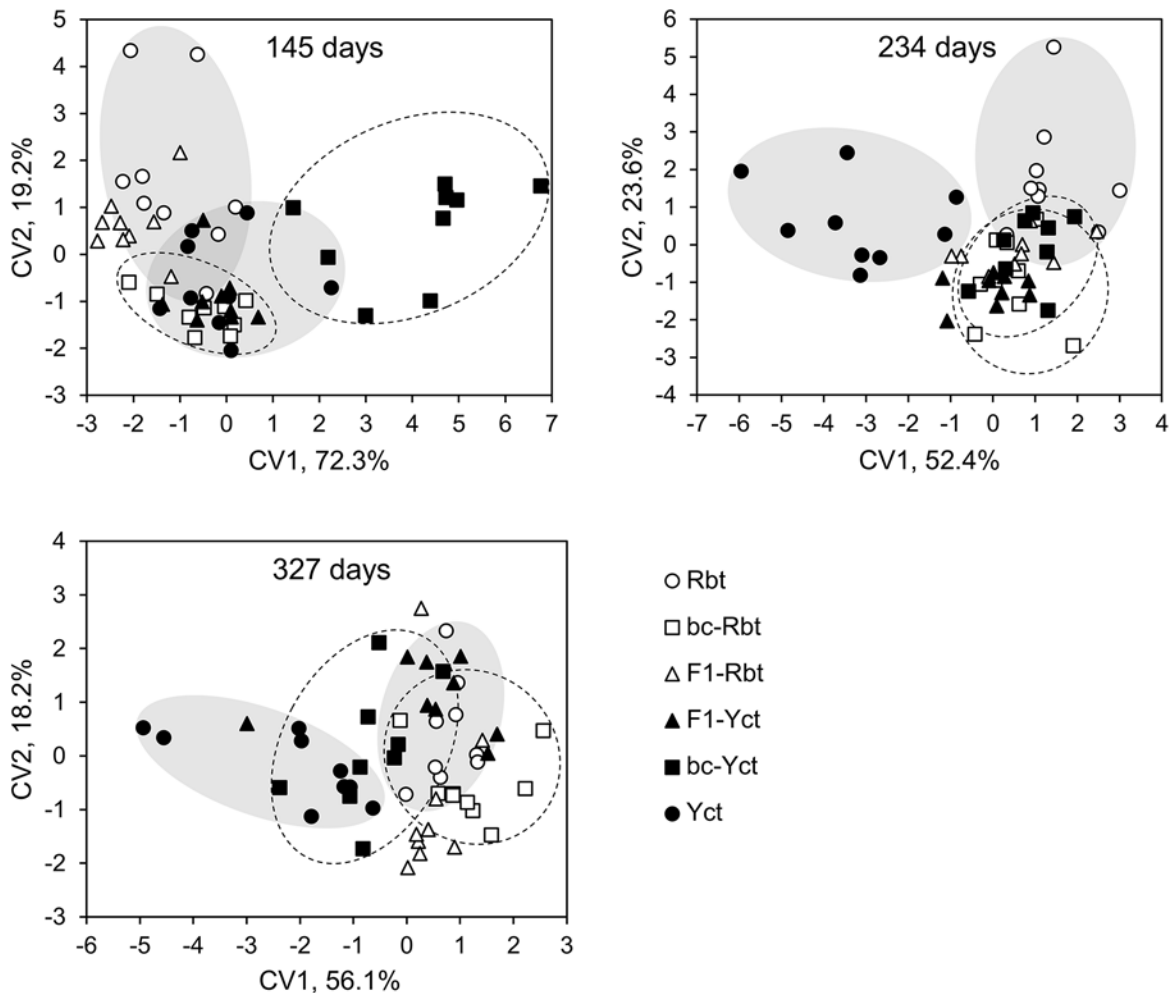 145 days
5
4
3
2
1
0
-1
-2
-3
CV2, 19.2%
-3 -2 -1 0 1 2 3 4 5 6 7
CV1, 72.3%
234 days
6
5
4
3
2
1
0
-1
-2
-3
-4
CV2, 23.6%
-7 -6 -5 -4 -3 -2 -1 0 1 2 3 4
CV1, 52.4%
327 days
4
3
2
1
0
-1
-2
-3
CV2, 18.2%
-6 -5 -4 -3 -2 -1 0 1 2 3
CV1, 56.1%
Rbt
bc-Rbt
F1-Rbt
F1-Yct
bc-Yct
Yct